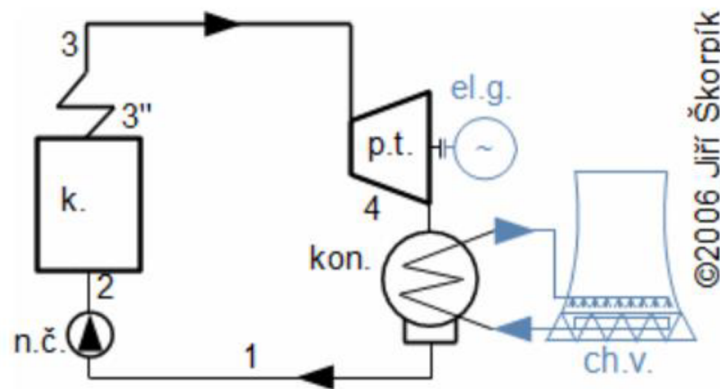 3
3"
k.
2
n.č.
1
p.t.
4
el.g.
~
kon.
ch.v.
©2006 Jiří Škorpík